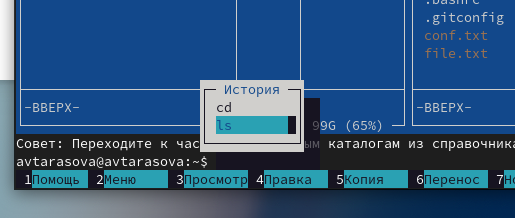 .bashrc
.gitconfig
conf.txt
file.txt
История
cd
ls
-ВВЕРХ-
-ВВЕРХ-
99G (65%)
Совет: Переходите к час ым каталогам из справочника
avtarasova@avtarasova:~$
1Помощь 2Меню 3Просмотр 4Правка 5Копия 6Перенос 7Но